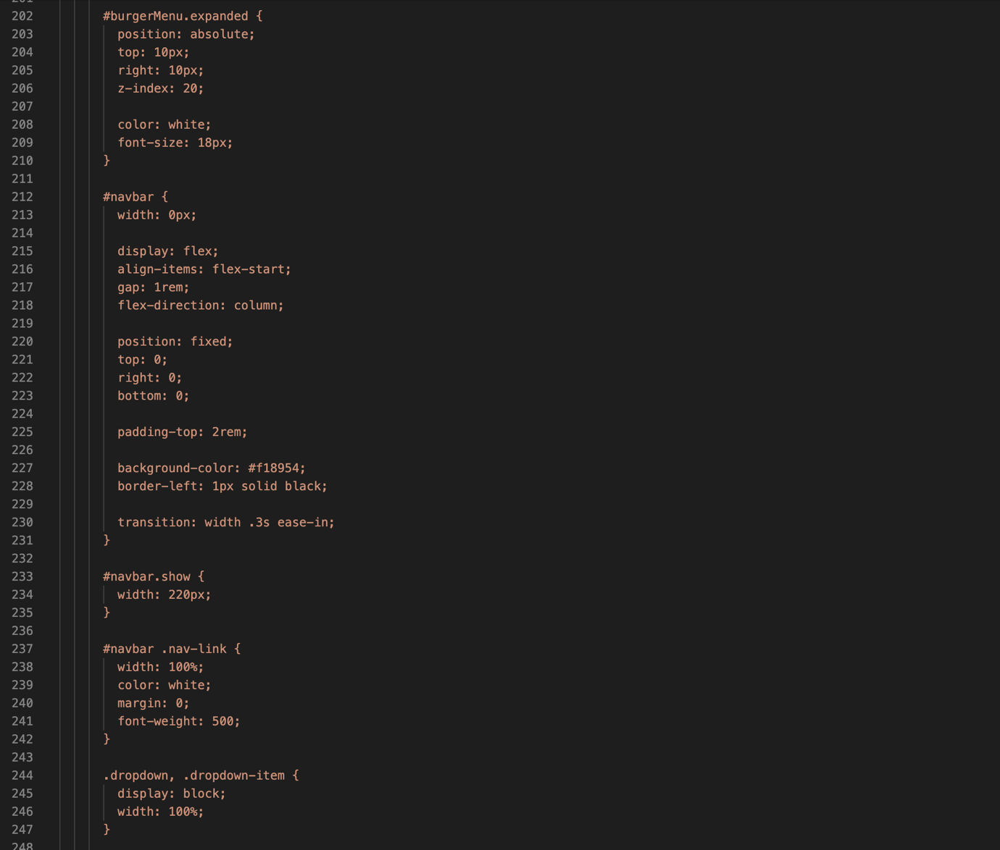 201
202 #burgerMenu.expanded {
203 position: absolute;
204 top: 10px;
205 right: 10px;
206 z-index: 20;
207
208 color: white;
209 font-size: 18px;
210 }
211
212 #navbar {
213 width: 0px;
214
215 display: flex;
216 align-items: flex-start;
217 gap: 1rem;
218 flex-direction: column;
219
220 position: fixed;
221 top: 0;
222 right: 0;
223 bottom: 0;
224
225 padding-top: 2rem;
226
227 background-color: #f18954;
228 border-left: 1px solid black;
229
230 transition: width .3s ease-in;
231 }
232
233 #navbar.show {
234 width: 220px;
235 }
236
237 #navbar .nav-link {
238 width: 100%;
239 color: white;
240 margin: 0;
241 font-weight: 500;
242 }
243
244 .dropdown, .dropdown-item {
245 display: block;
246 width: 100%;
247 }
248